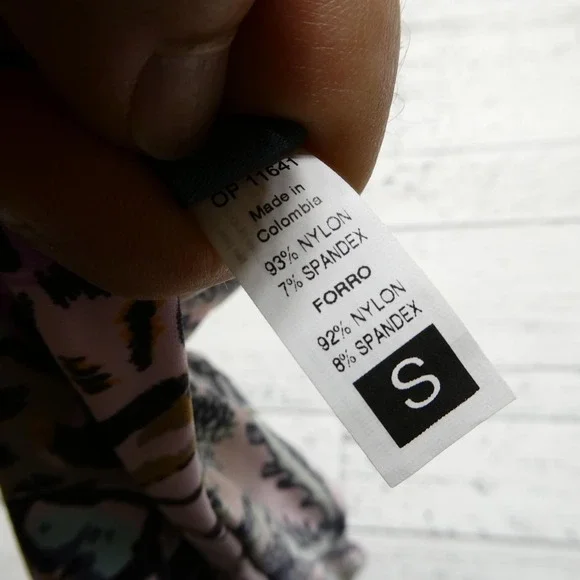 OP 11641
Made in
Colombia
93% NYLON
7% SPANDEX
FORRO
92% NYLON
8% SPANDEX
S